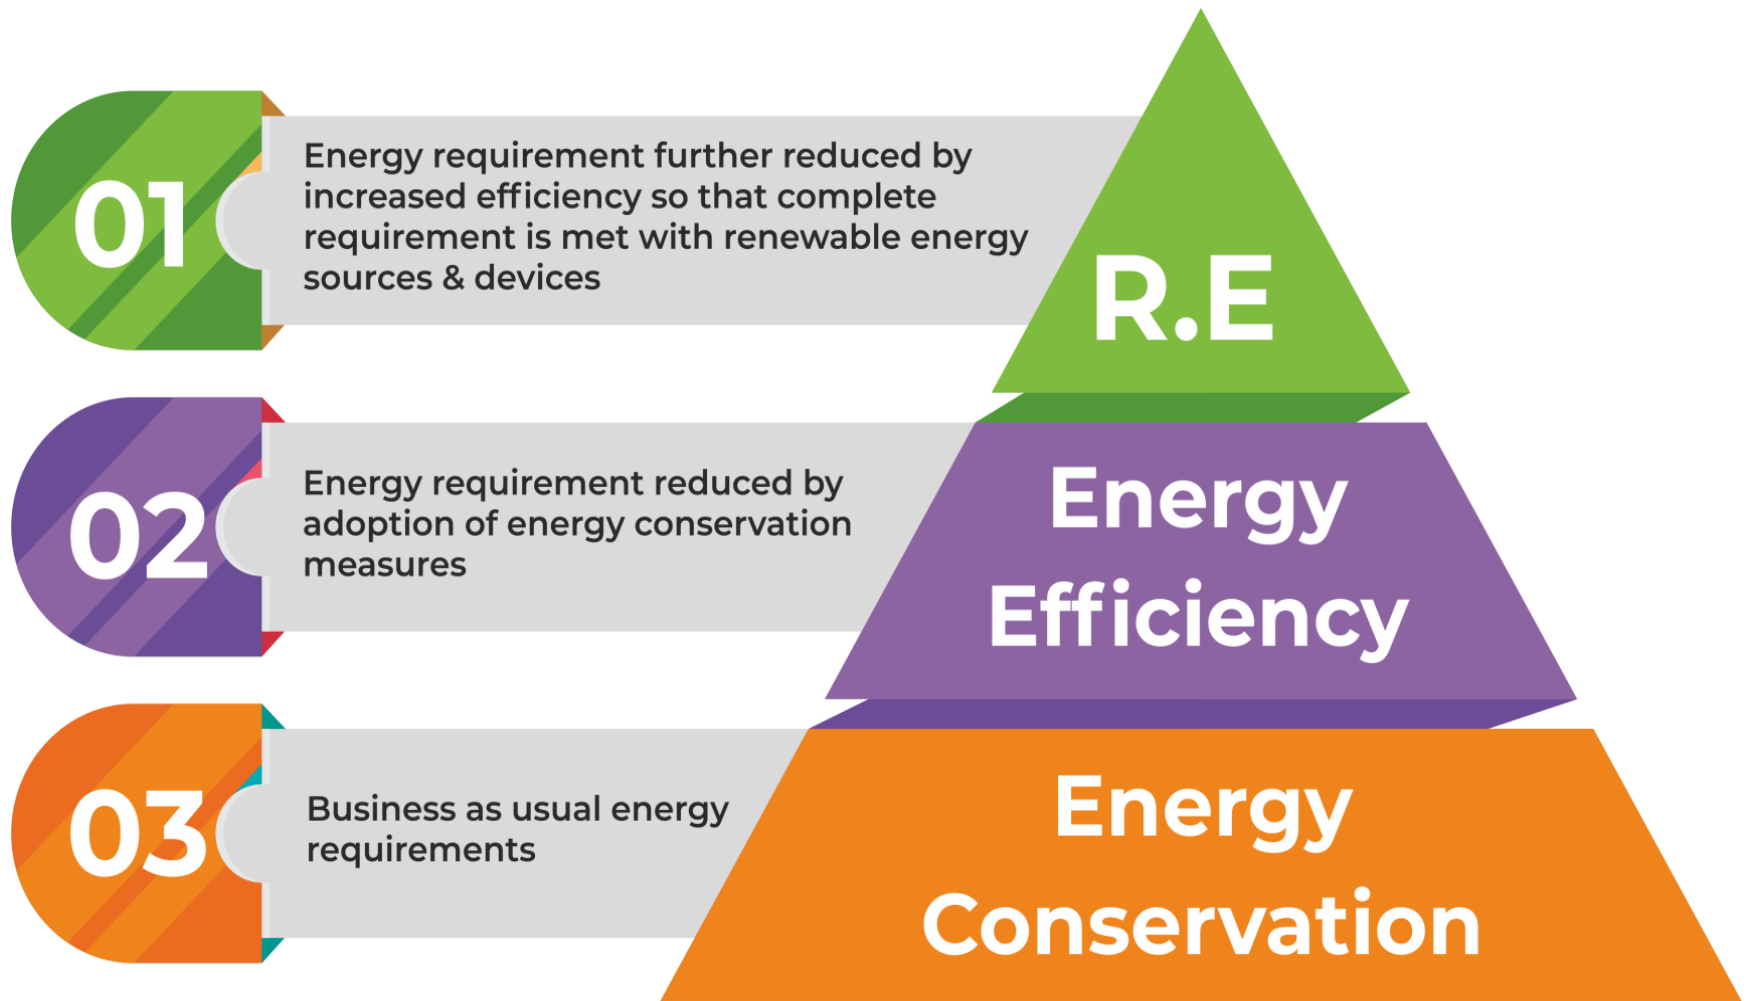 01
Energy requirement further reduced by
increased efficiency so that complete
requirement is met with renewable energy
sources & devices
R.E
02
Energy requirement reduced by
adoption of energy conservation
measures
Energy
Efficiency
03
Business as usual energy
requirements
Energy
Conservation